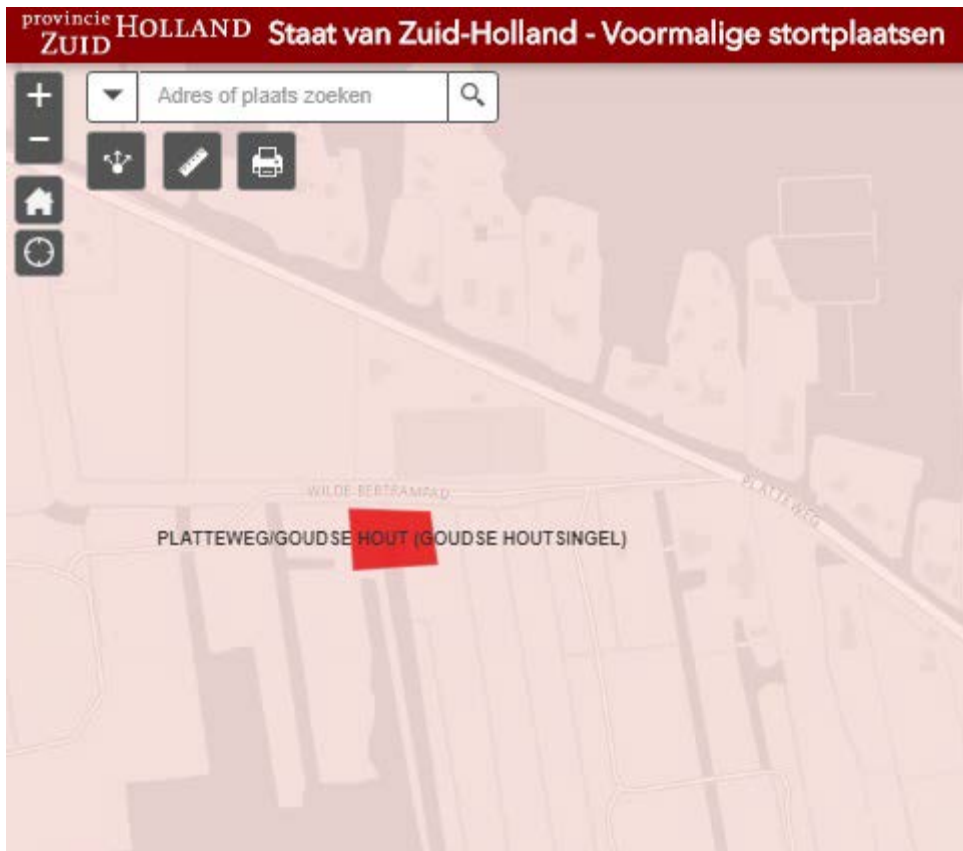 provincie
ZUID HOLLAND Staat van Zuid-Holland - Voormalige stortplaatsen
+
Adres of plaats zoeken
-
WILDE BERTRAMPAD
PLATTEWEG
PLATTEWEG/GOUDSE HOUT (GOUDSE HOUTSINGEL)